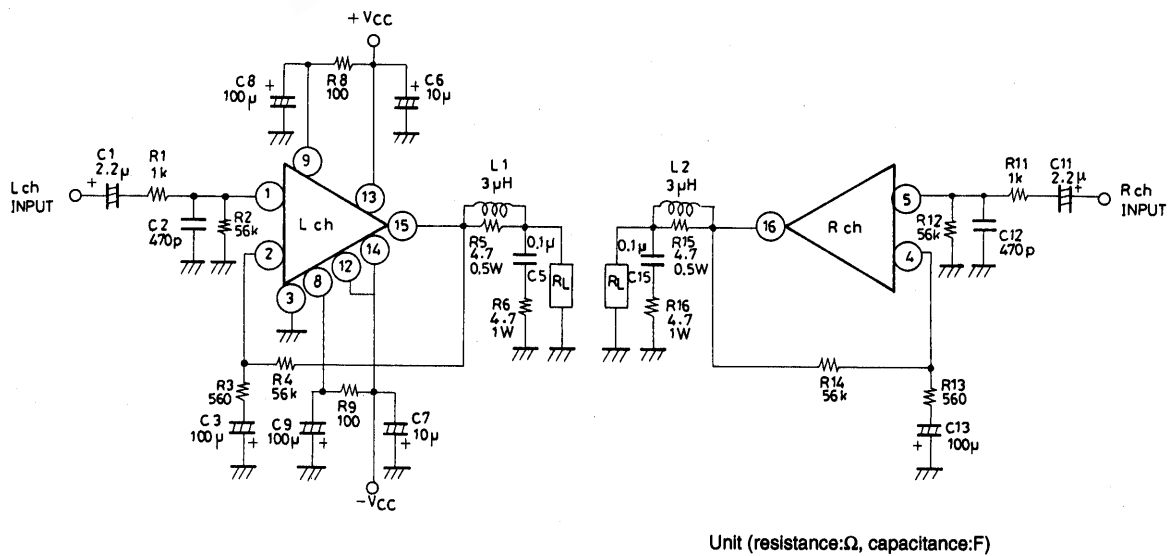 +VCC
C8
100µ
R8
100
C6
10µ
9
L ch
INPUT
C1
2.2µ
+
R1
1k
C2
470p
R2
56k
1
2
3
8
12
14
13
15
L ch
L1
3µH
R5
4.7
0.5W
0.1µ
C5
R6
4.7
1W
RL
R3
560
R4
56k
C3
100µ
+
C9
100µ
+
R9
100
C7
10µ
+
-VCC
L2
3µH
0.1µ
C15
R15
4.7
0.5W
R16
4.7
1W
RL
16
R ch
5
4
R12
56k
R11
1k
C11
2.2µ
+
C12
470p
R ch
INPUT
R14
56k
R13
560
C13
100µ
+
Unit (resistance:Ω, capacitance:F)